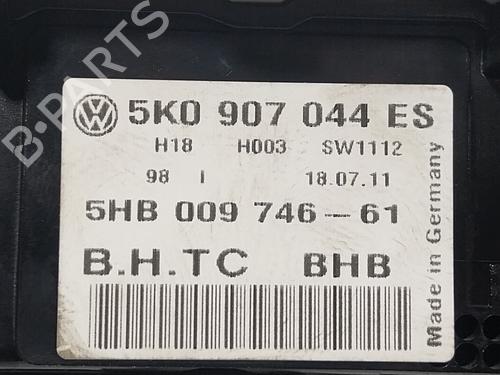 5K0 907 044 ES
H18 H003 SW1112
98 I 18.07.11
5HB 009 746-61
B.H.TC BHB
Made in Germany
B-PARTS